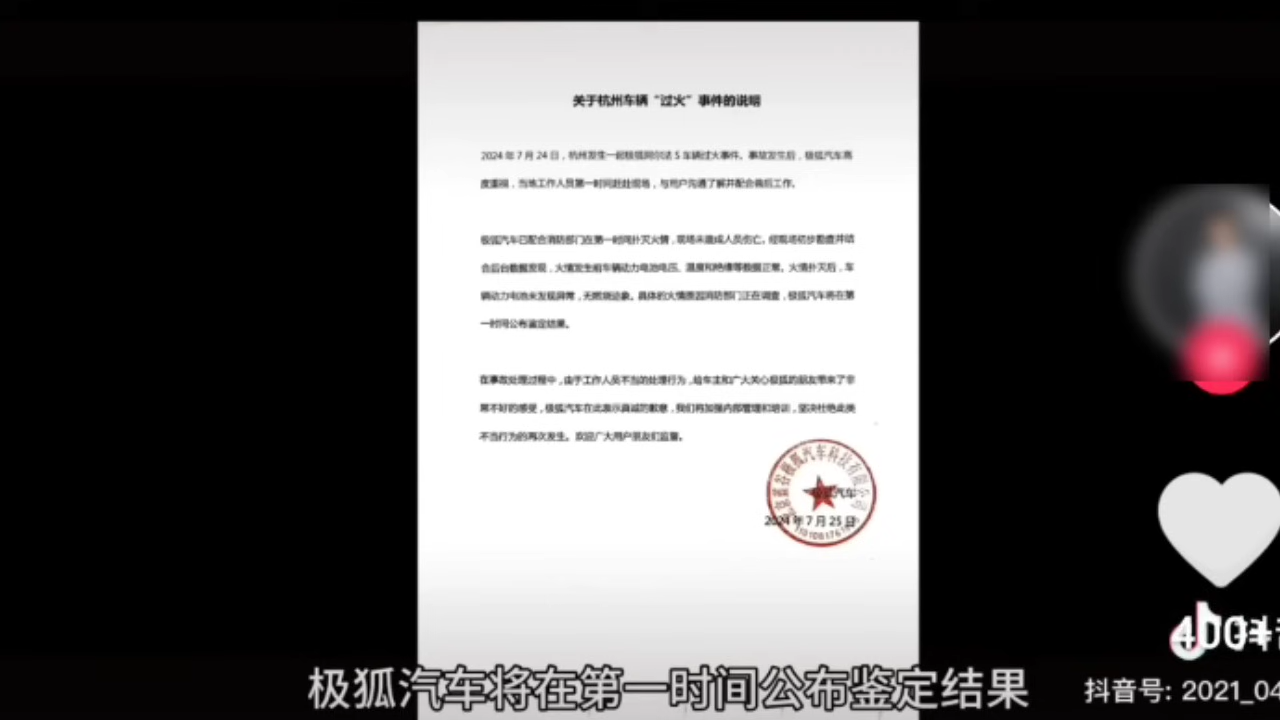 关于杭州车辆“过火”事件的说明
2024年7月24日，杭州发生一起极狐阿尔法S车辆过火事件。事故发生后，极狐汽车高
度重视，当地工作人员第一时间赶赴现场，与用户沟通了解并配合善后工作。
极狐汽车已配合消防部门在第一时间扑灭火情，现场未造成人员伤亡。经现场初步勘查并结
合后台数据发现，火情发生前车辆动力电池电压、温度和绝缘等数据正常。火情扑灭后，车
辆动力电池未发现异常，无燃烧迹象。具体的火情原因消防部门正在调查，极狐汽车将在第
一时间公布鉴定结果。
在事故处理过程中，由于工作人员不当的处理行为，给车主和广大关心极狐的朋友带来了非
常不好的感受，极狐汽车在此表示真诚的歉意，我们将加强内部管理和培训，坚决杜绝此类
不当行为的再次发生。欢迎广大用户朋友们监督。
极狐汽车
2024年7月25日
400+
抖音号: 2021_04
极狐汽车将在第一时间公布鉴定结果